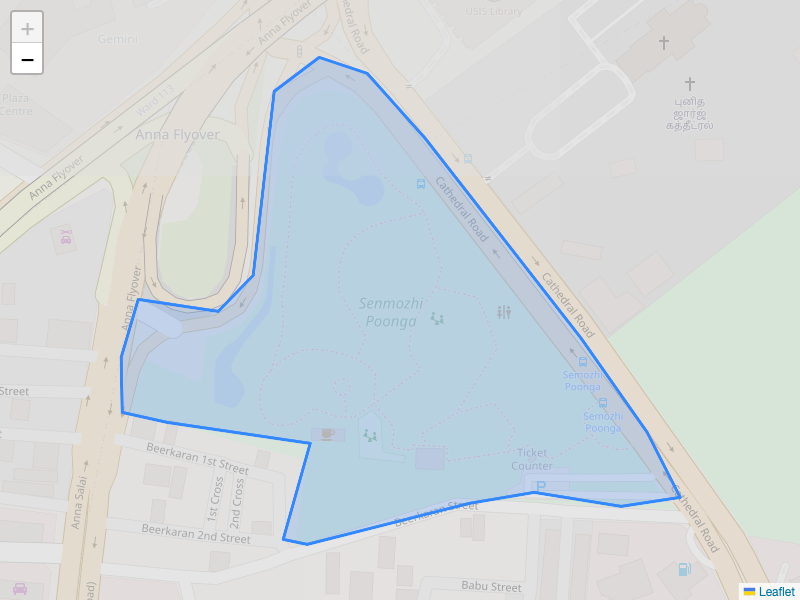 +
−
Gemini
Anna Flyover
Cathedral Road
USIS Library
Plaza
Centre
Ward 112
Anna Flyover
Anna Flyover
புனித
ஜார்ஜ்
கத்தீட்ரல்
Cathedral Road
Anna Flyover
Cathedral Road
Senmozhi
Poonga
Semozhi
Poonga
Street
Semozhi
Poonga
Beerkaran 1st Street
Ticket
Counter
P
1st Cross
2nd Cross
Anna Salai
Beerkaran Street
Cathedral Road
Beerkaran 2nd Street
Babu Street
Road)
Leaflet